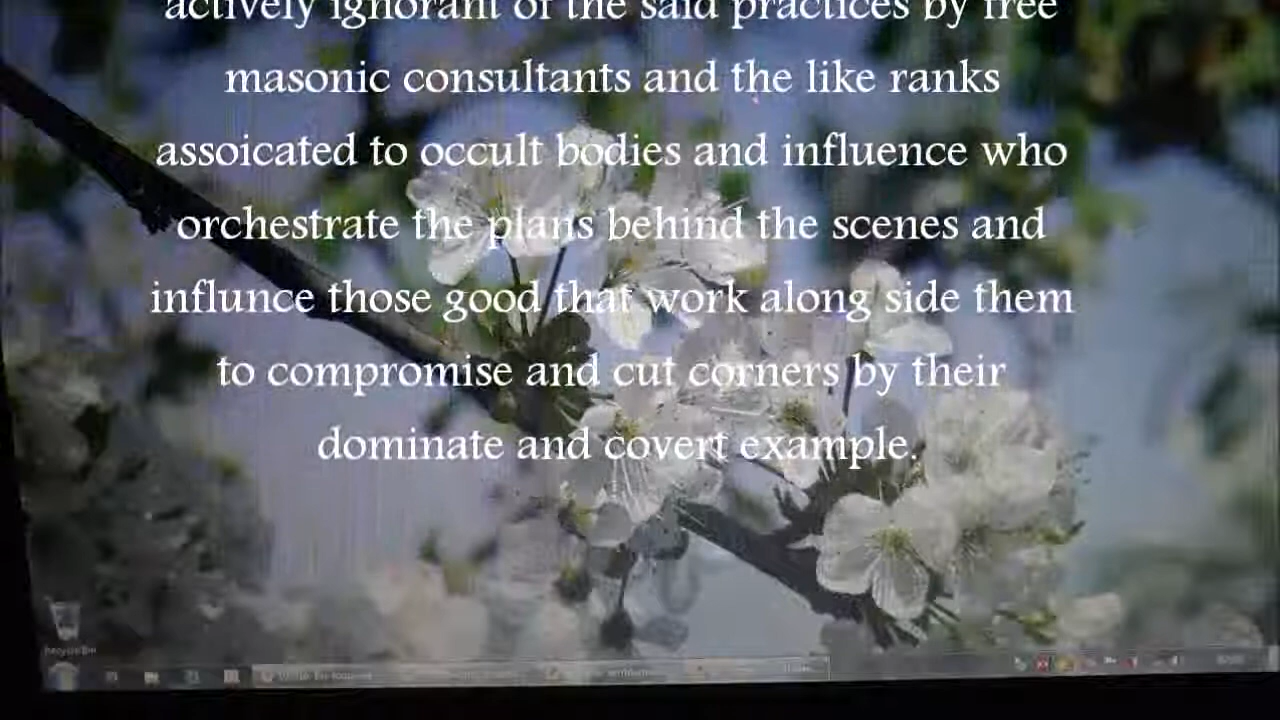 actively ignorant of the said practices by free
masonic consultants and the like ranks
assoicated to occult bodies and influence who
orchestrate the plans behind the scenes and
influnce those good that work along side them
to compromise and cut corners by their
dominate and covert example.
Recycle Bin